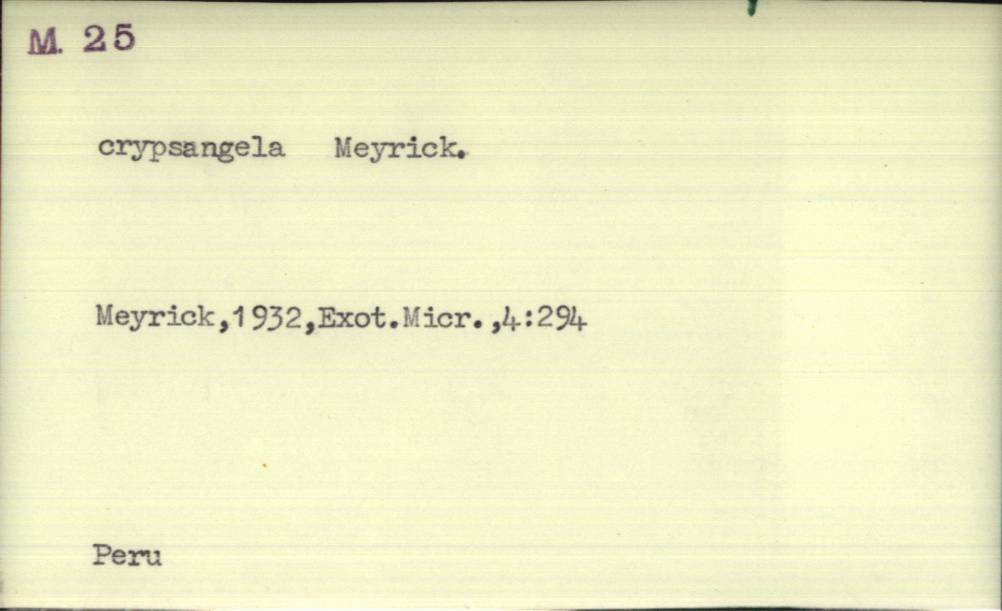 M. 25
crypsangela Meyrick.
Meyrick,1932,Exot.Micr.,4:294
Peru